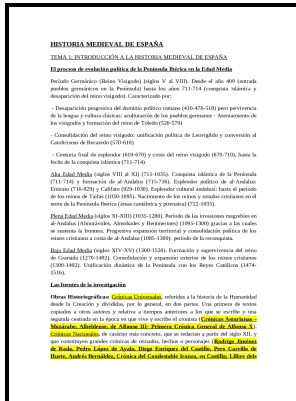 HISTORIA MEDIEVAL DE ESPAÑA
TEMA 1: INTRODUCCIÓN A LA HISTORIA MEDIEVAL DE ESPAÑA
El proceso de evolución política de la Península Ibérica en la Edad Media
Período Germánico (Reino Visigodo) (siglos V al VIII). Desde el año 409 (entrada
pueblos germánicos en la Península) hasta los años 711-714 (conquista islámica y
desaparición del reino visigodo). Caracterizado por:
- Desaparición progresiva del dominio político romano (410-476-518) pero pervivencia
de la lengua y cultura clásicas: aculturación de los pueblos germanos - Asentamiento de
los visigodos y formación del reino de Toledo (520-570)
- Consolidación del reino visigodo: unificación política de Leovigildo y conversión al
Catolicismo de Recaredo (570-610)
- Centuria final de esplendor (610-670) y crisis del reino visigodo (670-710), hasta la
fecha de la conquista islámica (711-714)
Alta Edad Media (siglos VIII al XI) (711-1035). Conquista islámica de la Península
(711-714) y formación de al-Andalus (715-716). Esplendor político de al-Andalus:
Emirato (716-929) y Califato (929-1030). Esplendor cultural andalusí: hasta el período
de los reinos de Taifas (1030-1095). Nacimiento de los reinos y estados cristianos en el
norte de la Península Ibérica (áreas cantábrica y pirenaica) (722-1035).
Plena Edad Media (siglos XI-XIII) (1035-1280). Período de las invasiones magrebíes en
al-Andalus (Almorávides, Almohades y Benimerines) (1095-1300) gracias a las cuales
se sustenta la frontera. Progresiva expansión territorial y consolidación política de los
reinos cristianos a costa de al-Andalus (1085-1300): período de la reconquista.
Baja Edad Media (siglos XIV-XV) (1300-1520). Formación y supervivencia del reino
de Granada (1270-1492). Consolidación y expansión exterior de los reinos cristianos
(1300-1492). Unificación dinámica de la Península con los Reyes Católicos (1474-
1516).
Las fuentes de la investigación
Obras Historiográficas: Crónicas Universales, referidas a la historia de la Humanidad
desde la Creación y divididas, por lo general, en dos partes. Una primera de textos
copiados a otros autores y relativa a tiempos anteriores a los que se escribe y una
segunda centrada en la época en que vive y escribe el cronista (Crónicas Asturianas –
Mozárabe, Albeldense, de Alfonso III- Primera Crónica General de Alfonso X).
Crónicas Nacionales, de carácter más concreto, que se redactan a partir del siglo XII, y
que constituyen grandes crónicas de reinados, hechos o personajes (Rodrigo Jiménez
de Rada, Pedro López de Ayala, Diego Enríquez del Castillo, Pero Carrillo de
Huete, Andrés Bernáldez, Crónica del Condestable Iranzo, en Castilla; Llibre dels